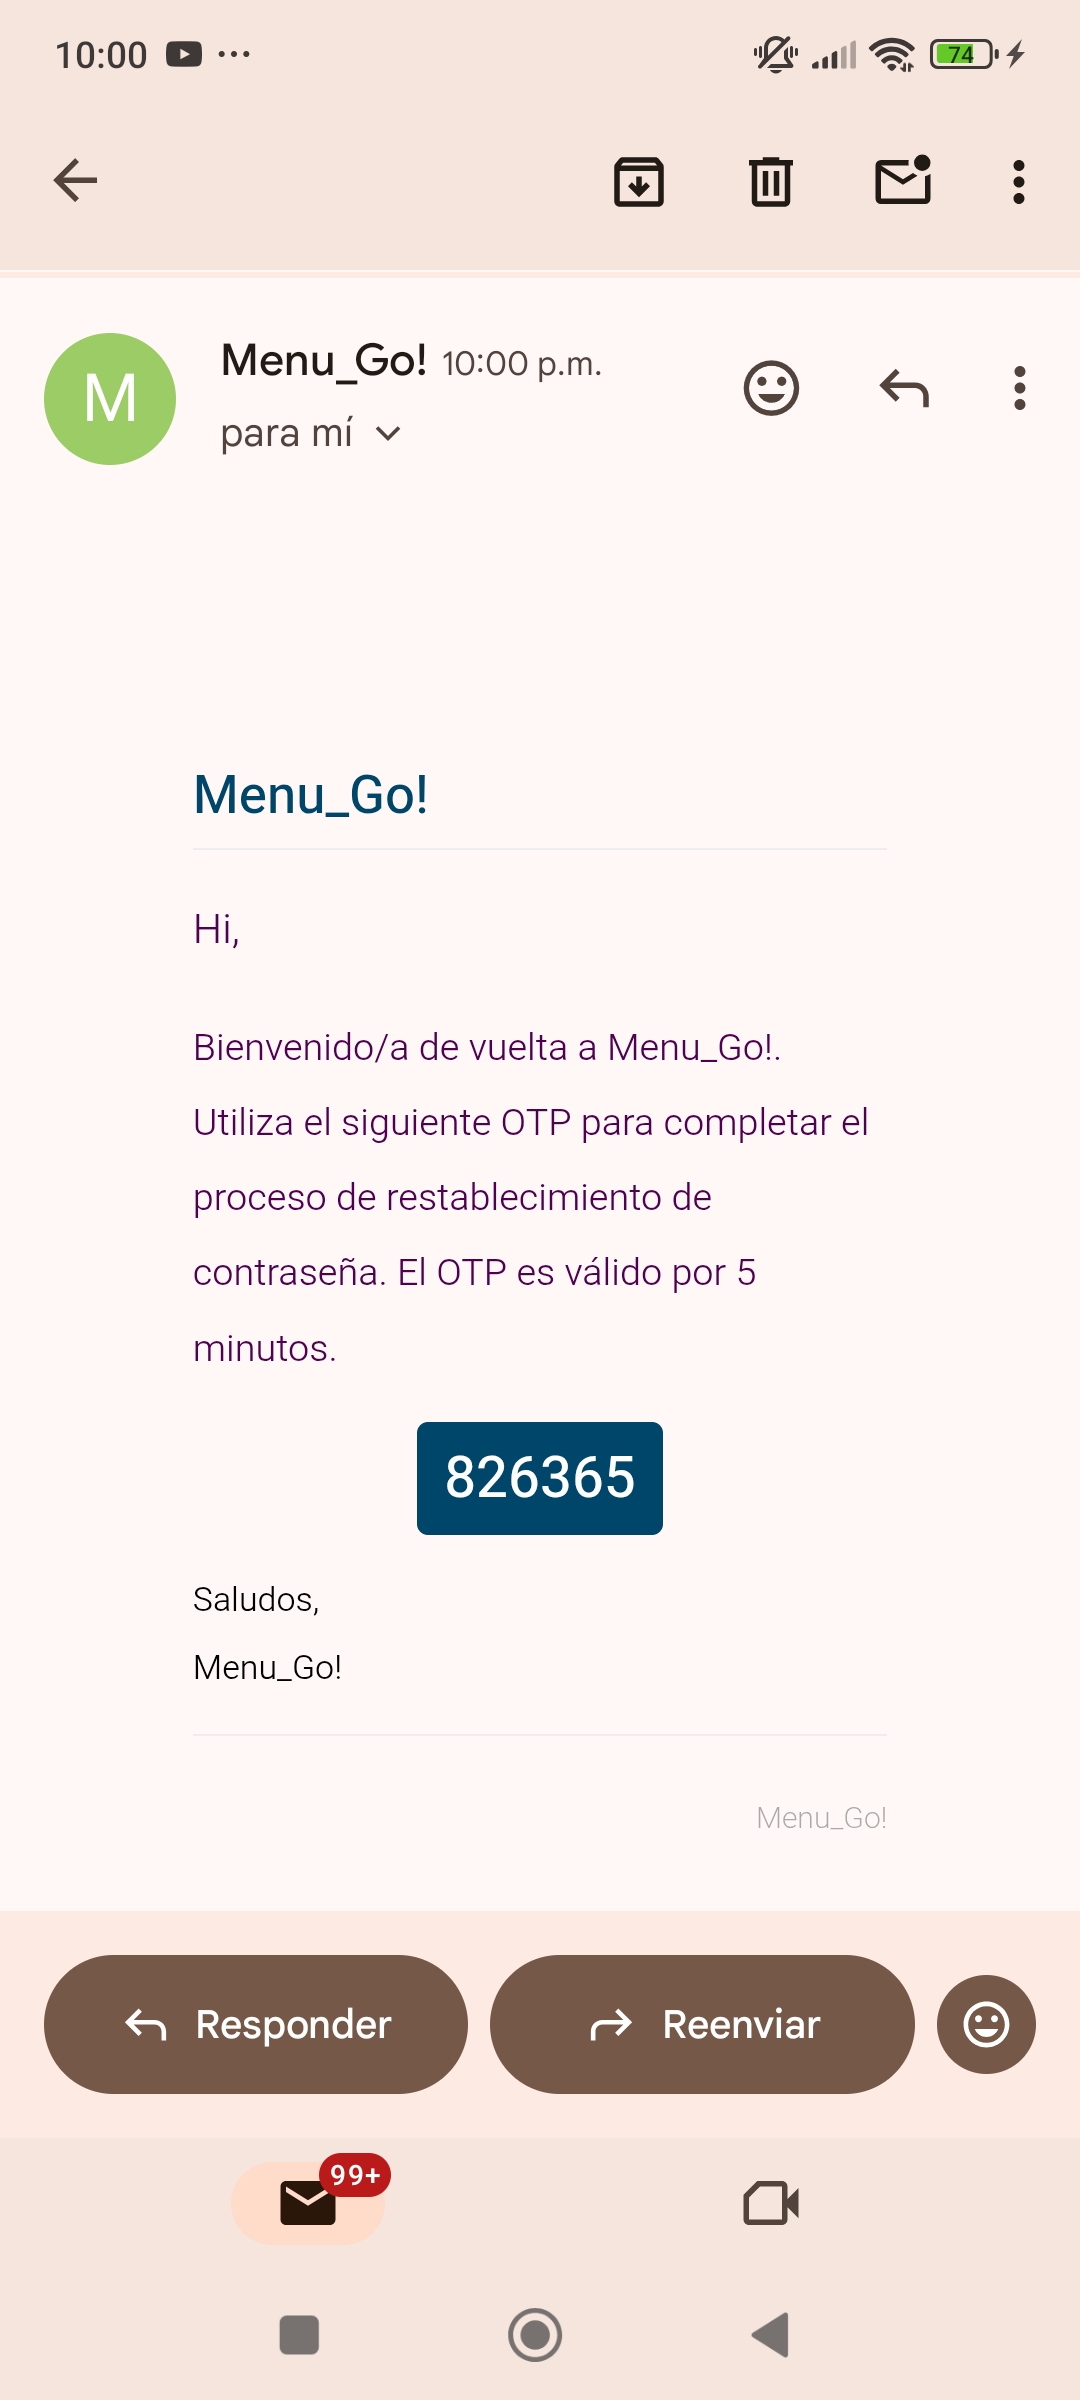 10:00
74
Menu_Go! 10:00 p.m.
para mí
M
Menu_Go!
Hi,
Bienvenido/a de vuelta a Menu_Go!.
Utiliza el siguiente OTP para completar el
proceso de restablecimiento de
contraseña. El OTP es válido por 5
minutos.
826365
Saludos,
Menu_Go!
Menu_Go!
Responder
Reenviar
99+